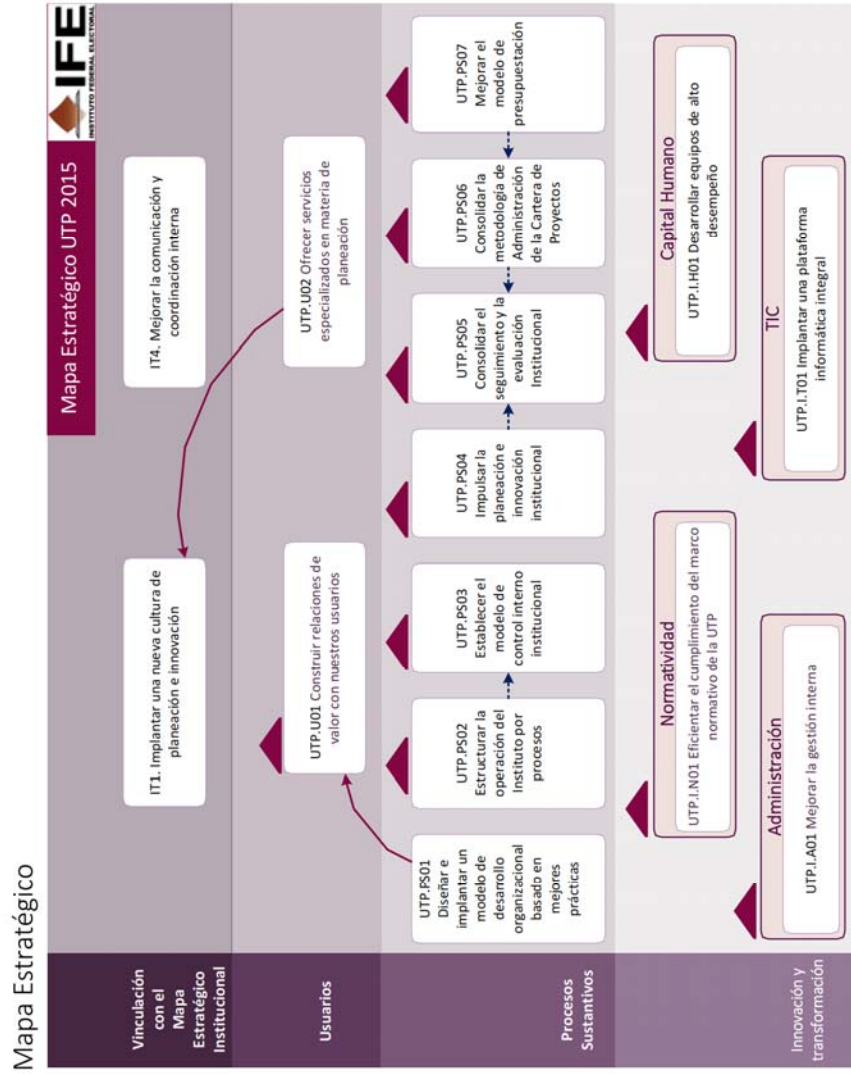 Mapa Estratégico
Mapa Estratégico UTP 2015
IFE
INSTITUTO FEDERAL ELECTORAL
Vinculación
con el
Mapa
Estratégico
Institucional
IT1. Implantar una nueva cultura de
planeación e innovación
IT4. Mejorar la comunicación y
coordinación interna
Usuarios
UTP.U01 Construir relaciones de
valor con nuestros usuarios
UTP.U02 Ofrecer servicios
especializados en materia de
planeación
Procesos
Sustantivos
UTP.PS01
Diseñar e
implantar un
modelo de
desarrollo
organizacional
basado en
mejores
prácticas
UTP.PS02
Estructurar la
operación del
Instituto por
procesos
UTP.PS03
Establecer el
modelo de
control interno
institucional
UTP.PS04
Impulsar la
planeación e
innovación
institucional
UTP.PS05
Consolidar el
seguimiento y la
evaluación
Institucional
UTP.PS06
Consolidar la
metodología de
Administración
de la Cartera de
Proyectos
UTP.PS07
Mejorar el
modelo de
presupuestación
Innovación y
transformación
Normatividad
UTP.I.N01 Eficientar el cumplimiento del marco
normativo de la UTP
Capital Humano
UTP.I.H01 Desarrollar equipos de alto
desempeño
Administración
UTP.I.A01 Mejorar la gestión interna
TIC
UTP.I.T01 Implantar una plataforma
informática integral